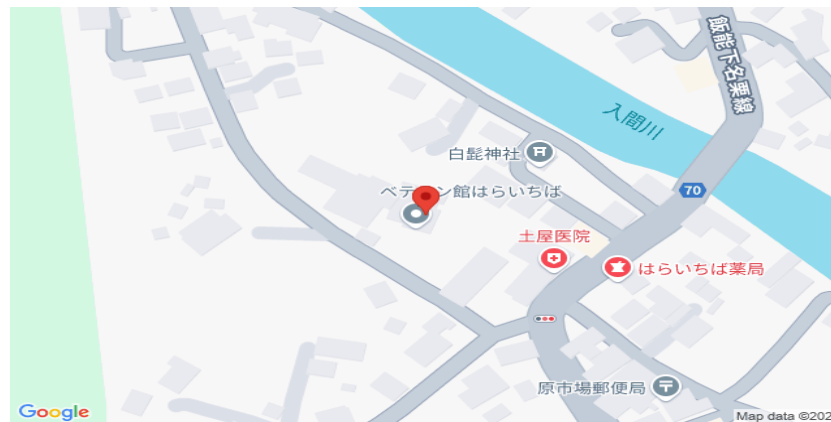 飯能下名栗線
入間川
白髭神社
70
ベテ
ン館はらいちば
土屋医院
はらいちば薬局
原市場郵便局
Google
Map data ©202